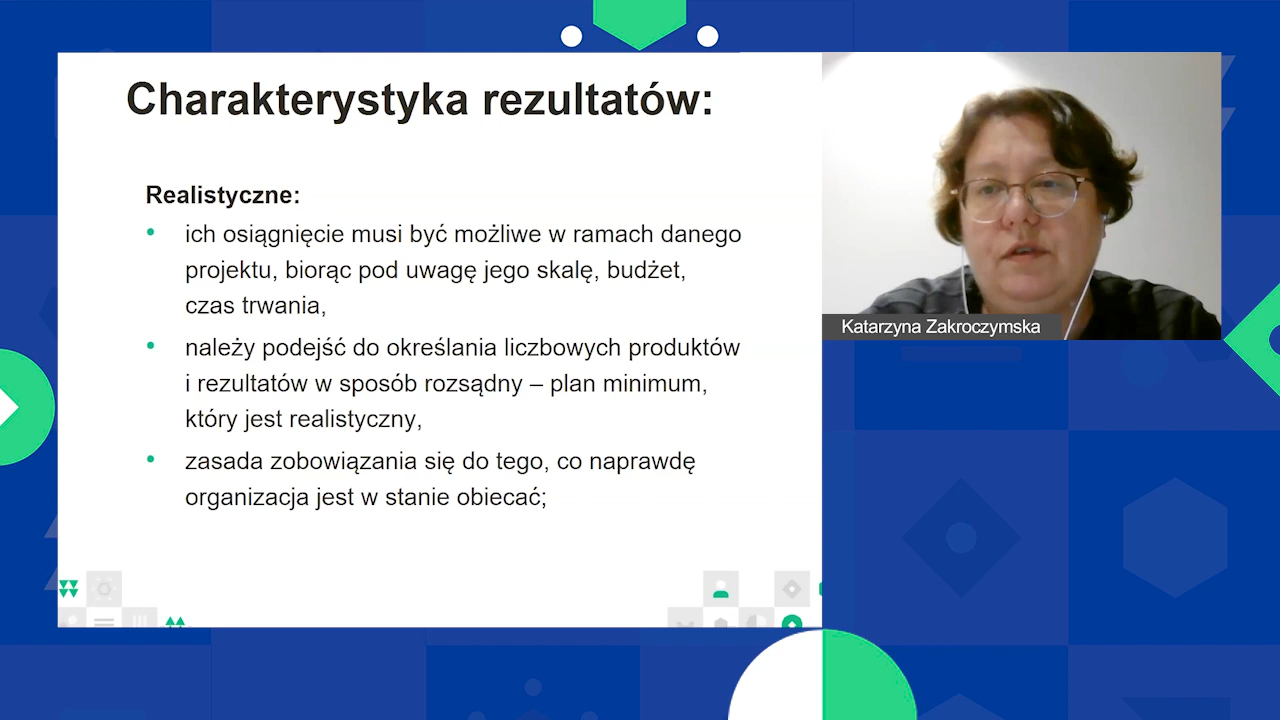 Charakterystyka rezultatów:
Realistyczne:
• ich osiągnięcie musi być możliwe w ramach danego
projektu, biorąc pod uwagę jego skalę, budżet,
czas trwania,
• należy podejść do określania liczbowych produktów
i rezultatów w sposób rozsądny – plan minimum,
który jest realistyczny,
• zasada zobowiązania się do tego, co naprawdę
organizacja jest w stanie obiecać;
Katarzyna Zakroczymska